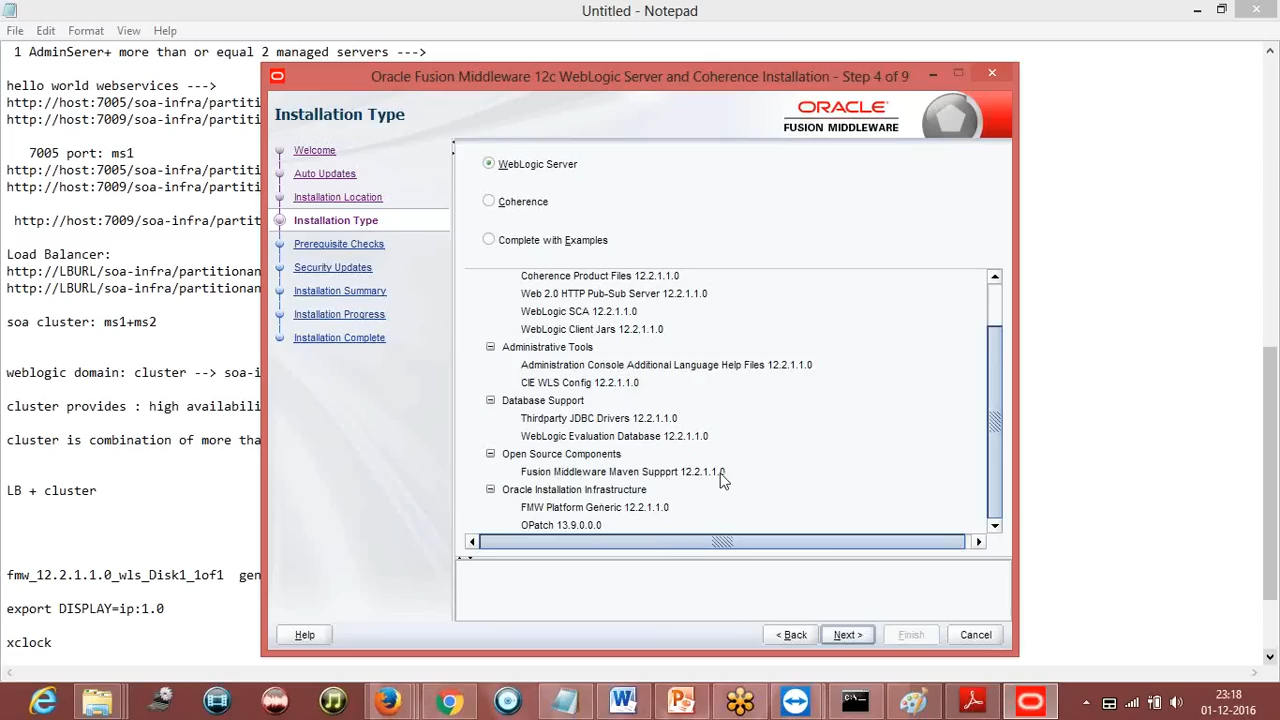 Untitled - Notepad
File Edit Format View Help
1 AdminSerer+ more than or equal 2 managed servers --->
hello world webservices --->
http://host:7005/soa-infra/partiti
http://host:7009/soa-infra/partiti
7005 port: ms1
http://host:7005/soa-infra/partiti
http://host:7009/soa-infra/partiti
http://host:7009/soa-infra/partit
Load Balancer:
http://LBURL/soa-infra/partitionan
http://LBURL/soa-infra/partitionan
soa cluster: ms1+ms2
weblogic domain: cluster --> soa-i
cluster provides : high availabili
cluster is combination of more tha
LB + cluster
fmw_12.2.1.1.0_wls_Disk1_1of1 gen
export DISPLAY=ip:1.0
xclock
Oracle Fusion Middleware 12c WebLogic Server and Coherence Installation - Step 4 of 9
Installation Type
ORACLE
FUSION MIDDLEWARE
Welcome
Auto Updates
Installation Location
Installation Type
Prerequisite Checks
Security Updates
Installation Summary
Installation Progress
Installation Complete
WebLogic Server
Coherence
Complete with Examples
Coherence Product Files 12.2.1.1.0
Web 2.0 HTTP Pub-Sub Server 12.2.1.1.0
WebLogic SCA 12.2.1.1.0
WebLogic Client Jars 12.2.1.1.0
Administrative Tools
Administration Console Additional Language Help Files 12.2.1.1.0
CIE WLS Config 12.2.1.1.0
Database Support
Thirdparty JDBC Drivers 12.2.1.1.0
WebLogic Evaluation Database 12.2.1.1.0
Open Source Components
Fusion Middleware Maven Suppprt 12.2.1.1.0
Oracle Installation Infrastructure
FMW Platform Generic 12.2.1.1.0
OPatch 13.9.0.0.0
Help
< Back
Next >
Finish
Cancel
23:18
01-12-2016